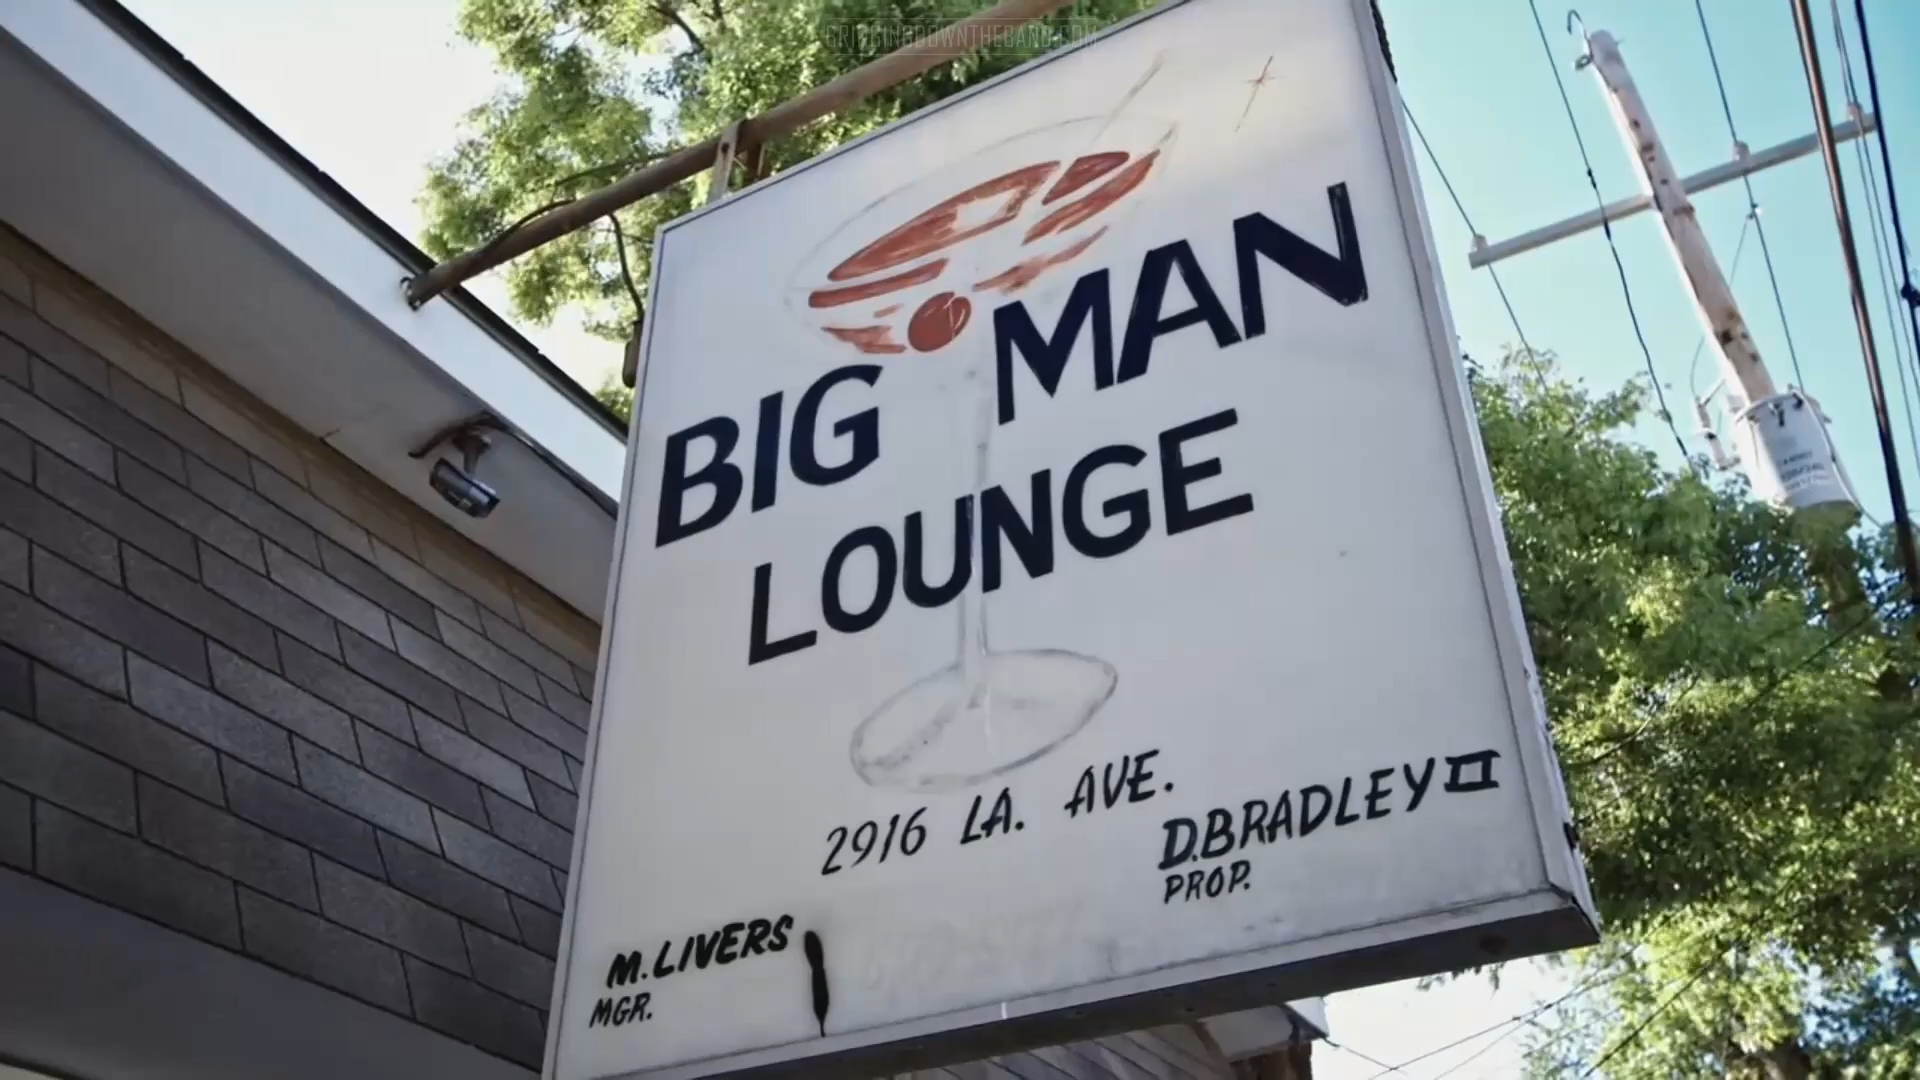 BIG MAN
LOUNGE
2916 LA. AVE.
D. BRADLEY II
PROP.
M. LIVERS
MGR.